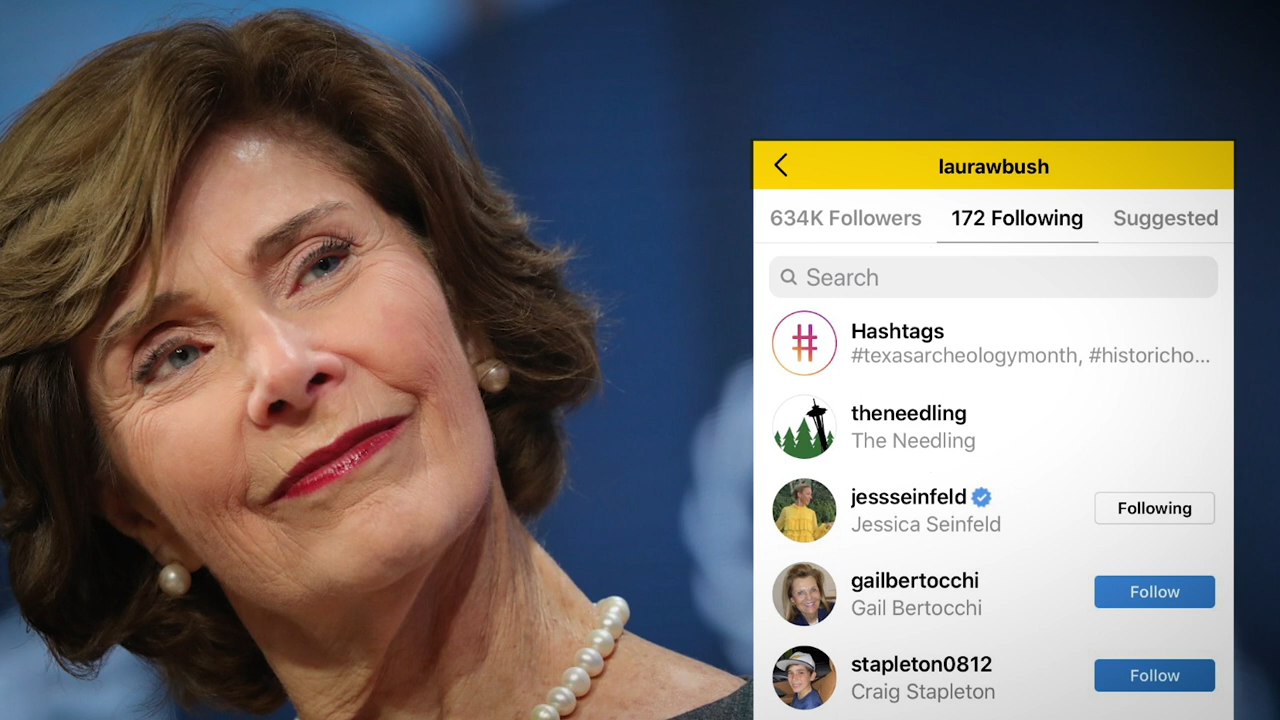 laurawbush
634K Followers 172 Following Suggested
Search
Hashtags
#texasarcheologymonth, #historicho...
theneedling
The Needling
jessseinfeld
Jessica Seinfeld
Following
gailbertocchi
Gail Bertocchi
Follow
stapleton0812
Craig Stapleton
Follow